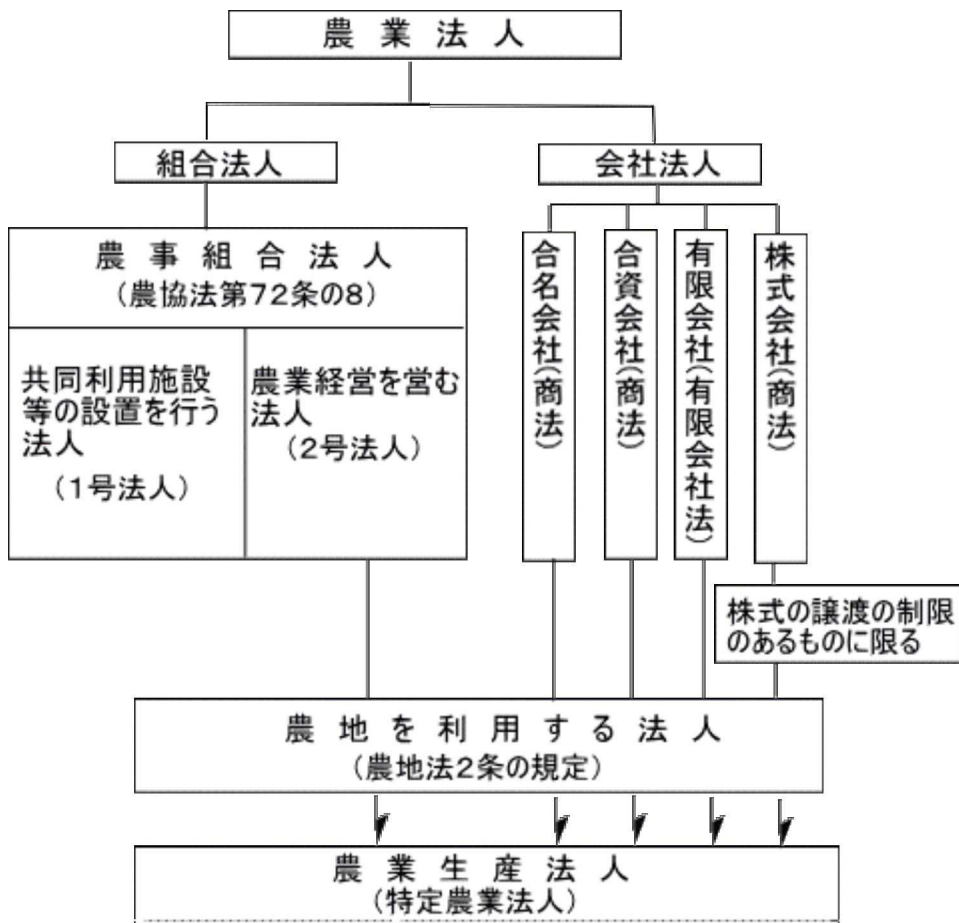 農業法人
組合法人
会社法人
農事組合法人
(農協法第72条の8)
共同利用施設
等の設置を行う
法人
(1号法人)
農業経営を営む
法人
(2号法人)
合名会社(商法)
合資会社(商法)
有限会社(有限会社法)
株式会社(商法)
株式の譲渡の制限
のあるものに限る
農地を利用する法人
(農地法2条の規定)
農業生産法人
(特定農業法人)